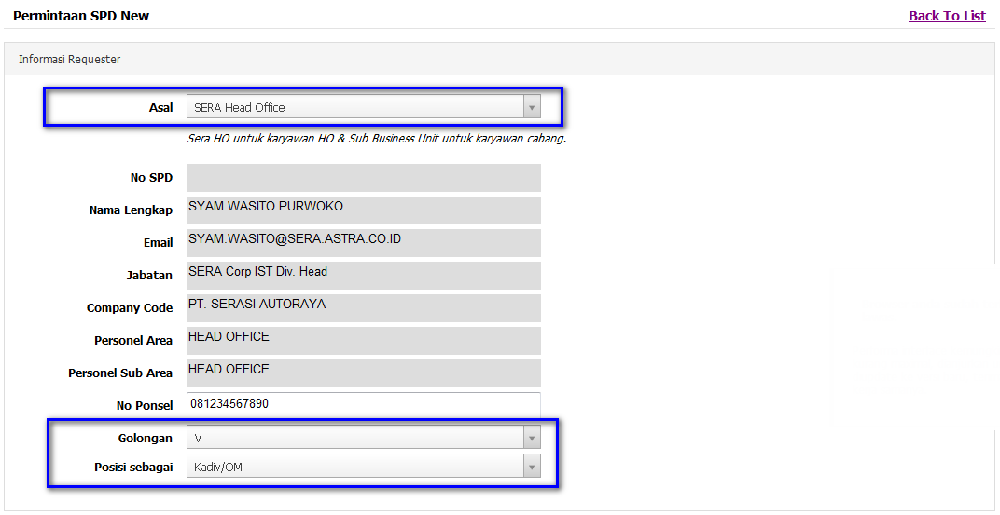 Permintaan SPD New
Back To List
Informasi Requester
Asal SERA Head Office
Sera HO untuk karyawan HO & Sub Business Unit untuk karyawan cabang.
No SPD
Nama Lengkap SYAM WASITO PURWOKO
Email SYAM.WASITO@SERA.ASTRA.CO.ID
Jabatan SERA Corp IST Div. Head
Company Code PT. SERASI AUTORAYA
Personel Area HEAD OFFICE
Personel Sub Area HEAD OFFICE
No Ponsel 081234567890
Golongan V
Posisi sebagai Kadiv/OM